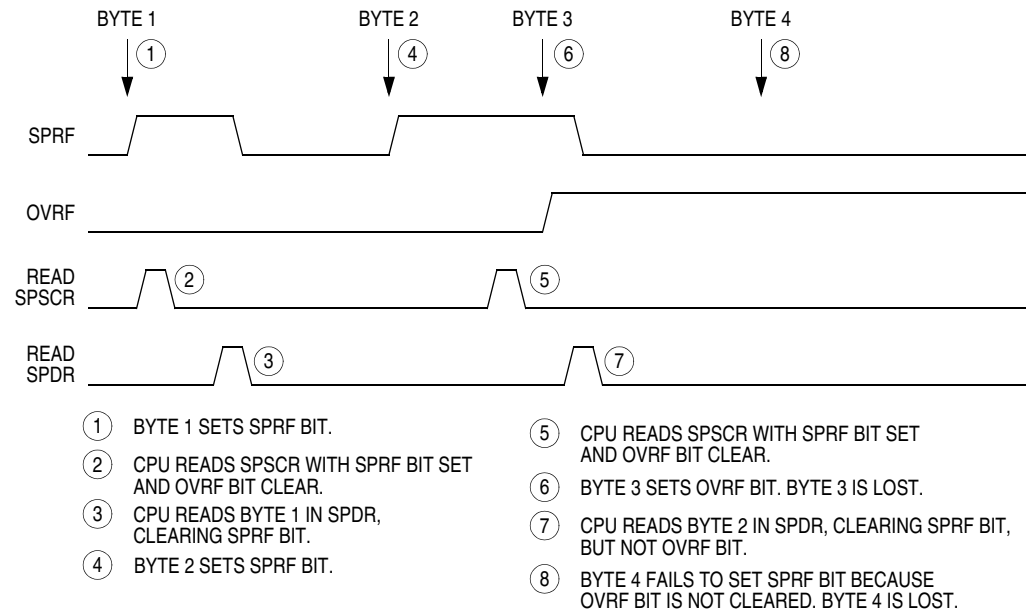 BYTE 1 BYTE 2 BYTE 3 BYTE 4
1 4 6 8
SPRF
OVRF
READ
SPSCR
2 5
READ
SPDR
3 7
1 BYTE 1 SETS SPRF BIT.
2 CPU READS SPSCR WITH SPRF BIT SET
AND OVRF BIT CLEAR.
3 CPU READS BYTE 1 IN SPDR,
CLEARING SPRF BIT.
4 BYTE 2 SETS SPRF BIT.
5 CPU READS SPSCR WITH SPRF BIT SET
AND OVRF BIT CLEAR.
6 BYTE 3 SETS OVRF BIT. BYTE 3 IS LOST.
7 CPU READS BYTE 2 IN SPDR, CLEARING SPRF BIT,
BUT NOT OVRF BIT.
8 BYTE 4 FAILS TO SET SPRF BIT BECAUSE
OVRF BIT IS NOT CLEARED. BYTE 4 IS LOST.